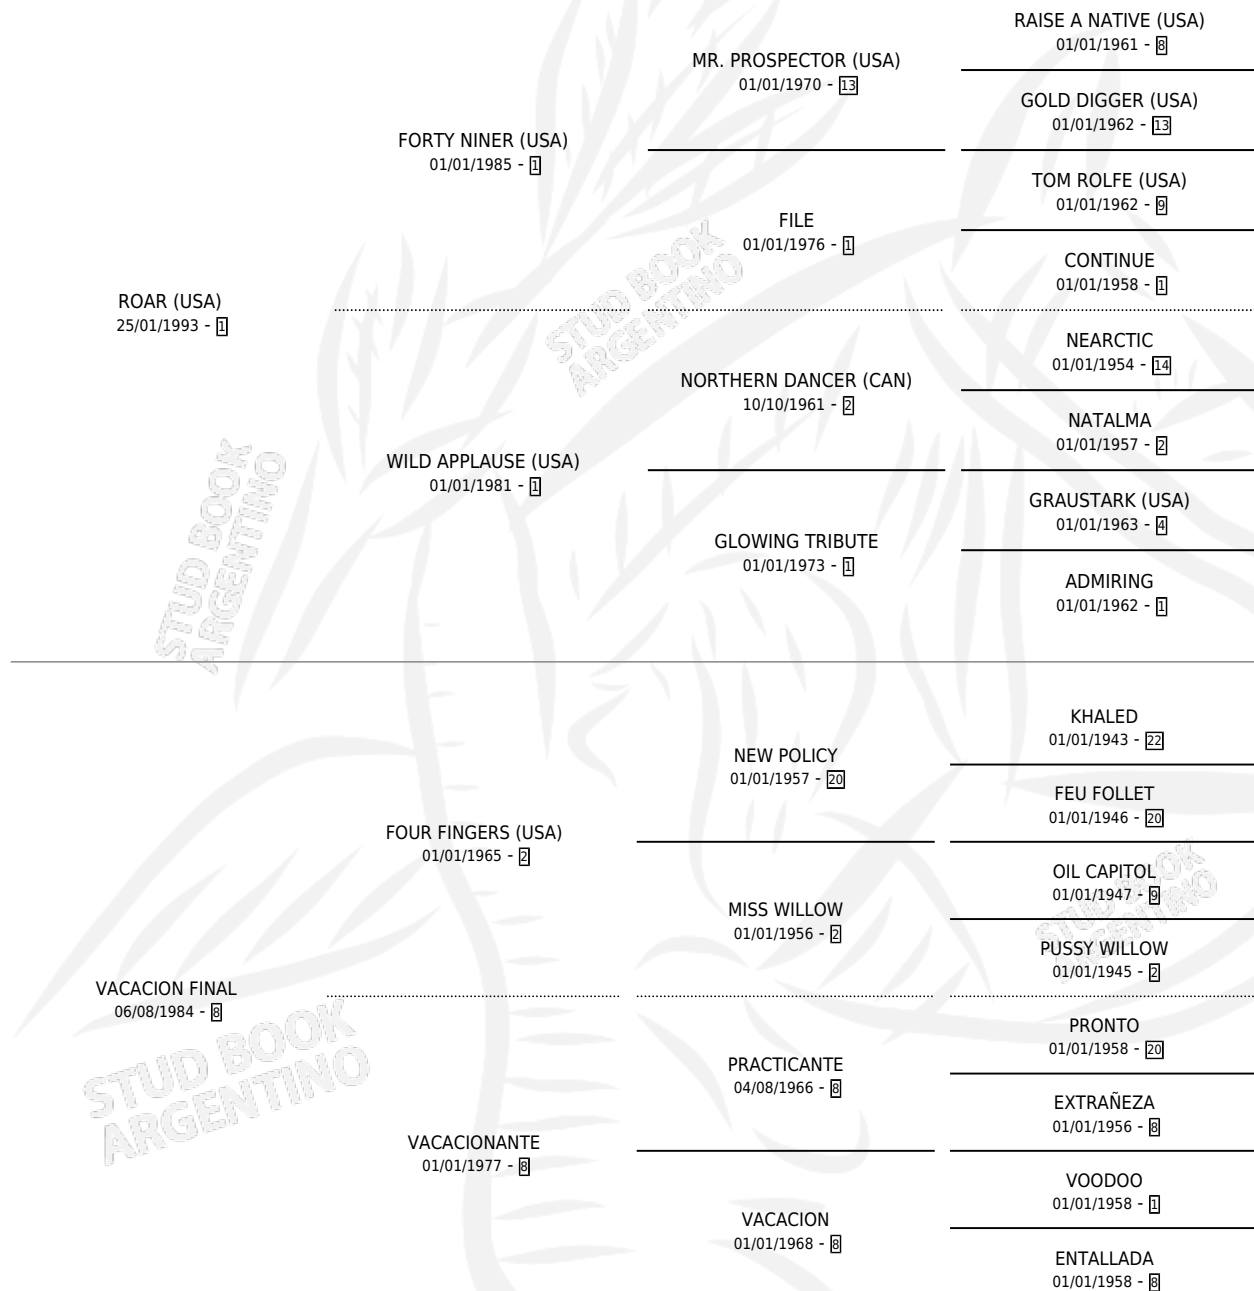 RAISE A NATIVE (USA)
01/01/1961 - 8
MR. PROSPECTOR (USA)
01/01/1970 - 13
GOLD DIGGER (USA)
01/01/1962 - 13
FORTY NINER (USA)
01/01/1985 - 1
TOM ROLFE (USA)
01/01/1962 - 9
FILE
01/01/1976 - 1
CONTINUE
01/01/1958 - 1
ROAR (USA)
25/01/1993 - 1
NEARCTIC
01/01/1954 - 14
NORTHERN DANCER (CAN)
10/10/1961 - 2
NATALMA
01/01/1957 - 2
WILD APPLAUSE (USA)
01/01/1981 - 1
GRAUSTARK (USA)
01/01/1963 - 4
GLOWING TRIBUTE
01/01/1973 - 1
ADMIRING
01/01/1962 - 1
KHALED
01/01/1943 - 22
NEW POLICY
01/01/1957 - 20
FEU FOLLET
01/01/1946 - 20
FOUR FINGERS (USA)
01/01/1965 - 2
OIL CAPITOL
01/01/1947 - 9
MISS WILLOW
01/01/1956 - 2
PUSSY WILLOW
01/01/1945 - 2
VACACION FINAL
06/08/1984 - 8
PRONTO
01/01/1958 - 20
PRACTICANTE
04/08/1966 - 8
EXTRAÑEZA
01/01/1956 - 8
VACACIONANTE
01/01/1977 - 8
VOODOO
01/01/1958 - 1
VACACION
01/01/1968 - 8
ENTALLADA
01/01/1958 - 8
STUD BOOK
ARGENTINO
STUD BOOK
ARGENTINO
STUD BOOK
ARGENTINO
STUD BOOK
ARGENTINO